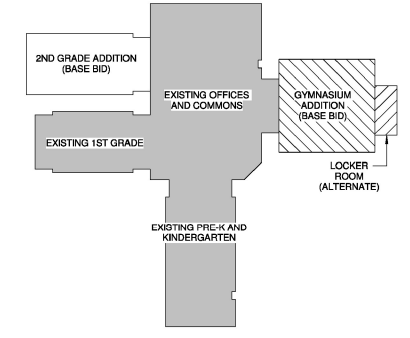 2ND GRADE ADDITION
(BASE BID)
EXISTING OFFICES
AND COMMONS
GYMNASIUM
ADDITION
(BASE BID)
EXISTING 1ST GRADE
LOCKER
ROOM
(ALTERNATE)
EXISTING PRE-K AND
KINDERGARTEN